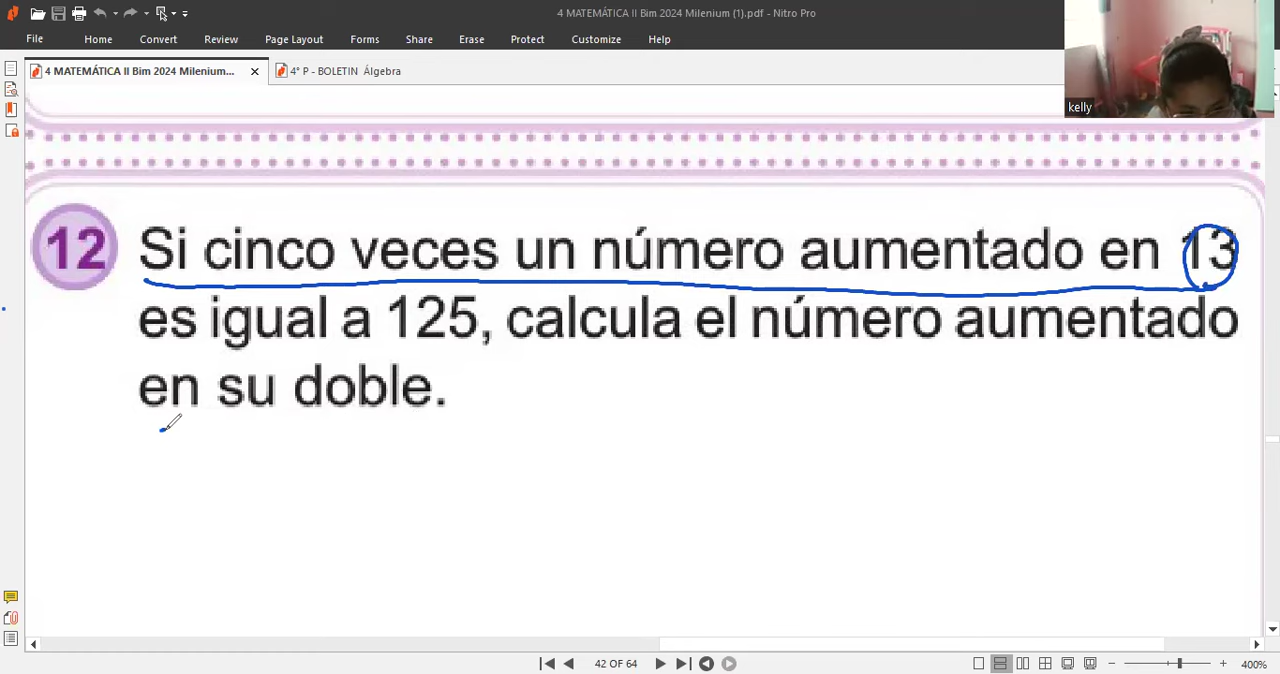 4 MATEMÁTICA II Bim 2024 Milenium (1).pdf - Nitro Pro
File Home Convert Review Page Layout Forms Share Erase Protect Customize Help
4 MATEMÁTICA II Bim 2024 Milenium... 4° P - BOLETIN Álgebra
kelly
12 Si cinco veces un número aumentado en 13
es igual a 125, calcula el número aumentado
en su doble.
42 OF 64
400%